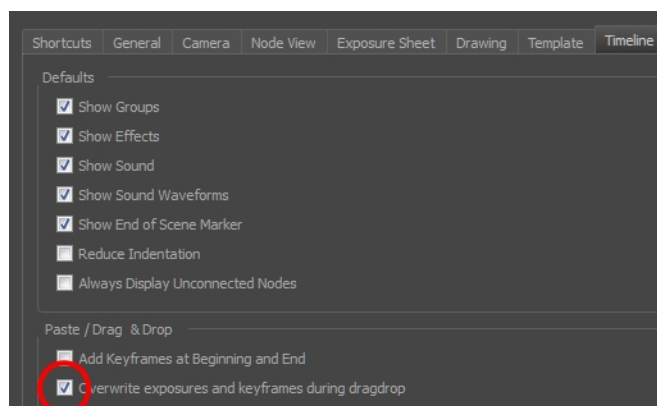 Shortcuts General Camera Node View Exposure Sheet Drawing Template Timeline
Defaults
Show Groups
Show Effects
Show Sound
Show Sound Waveforms
Show End of Scene Marker
Reduce Indentation
Always Display Unconnected Nodes
Paste / Drag & Drop
Add Keyframes at Beginning and End
Overwrite exposures and keyframes during dragdrop